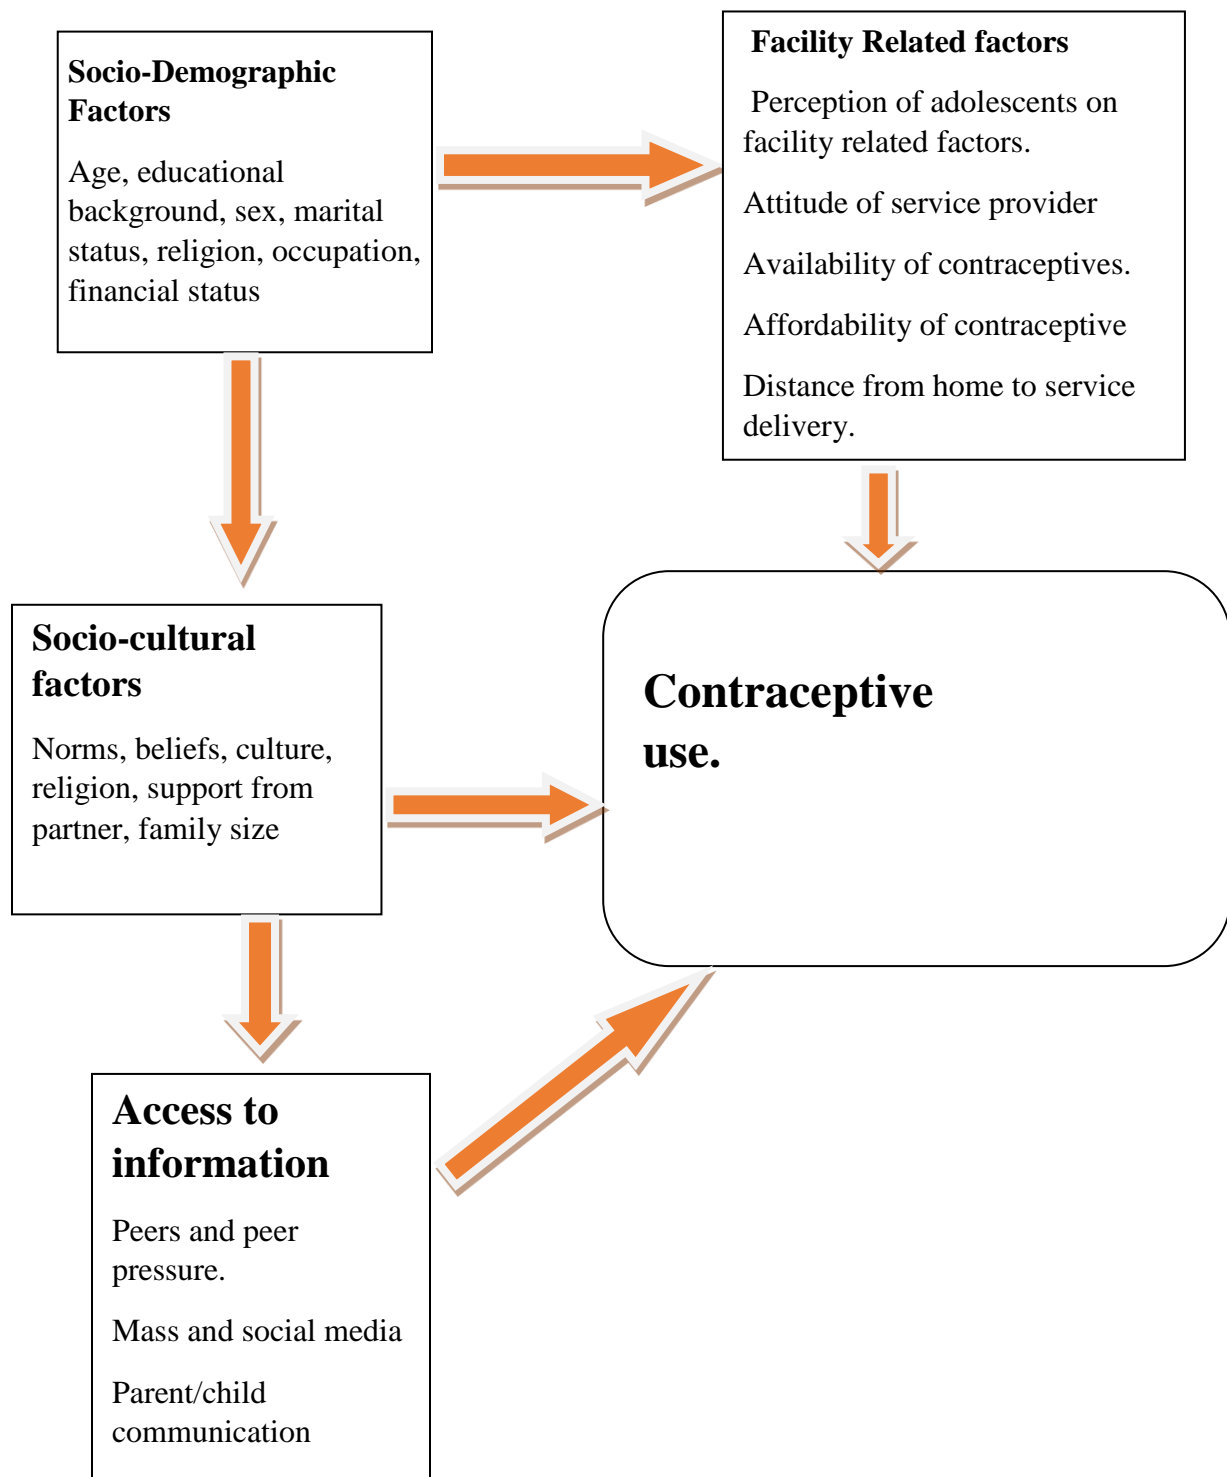 Socio-Demographic
Factors
Age, educational
background, sex, marital
status, religion, occupation,
financial status
Facility Related factors
Perception of adolescents on
facility related factors.
Attitude of service provider
Availability of contraceptives.
Affordability of contraceptive
Distance from home to service
delivery.
Socio-cultural
factors
Norms, beliefs, culture,
religion, support from
partner, family size
Contraceptive
use.
Access to
information
Peers and peer
pressure.
Mass and social media
Parent/child
communication